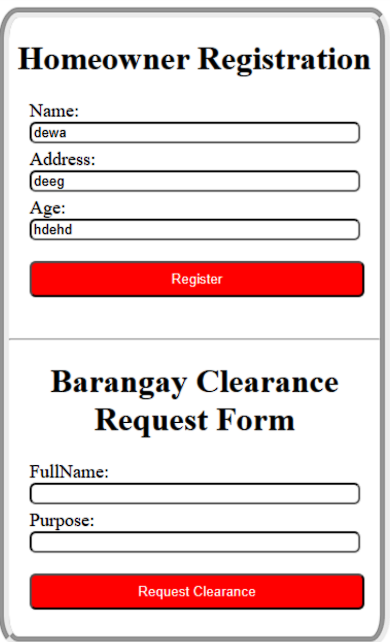 Homeowner Registration
Name:
dewa
Address:
deeg
Age:
hdehd
Register
Barangay Clearance
Request Form
FullName:
Purpose:
Request Clearance